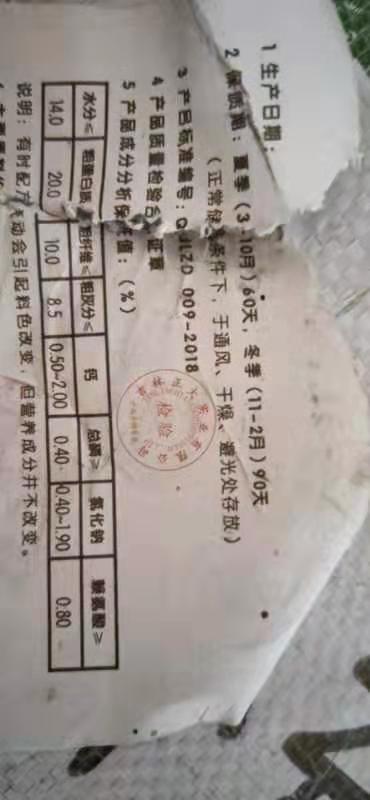 1 生产日期：
2 保质期：夏季（3-10月）60天，冬季（11-2月）90天
（正常储 条件下，于通风、干燥、避光处存放。）
3 产品标准编号：Q JLZD 009-2018
4 产品质量检验合 证章
5 产品成分分析保 值：（%）
水分≤ 粗蛋白质 粗纤维≤ 粗灰分≤ 钙 总磷≥ 氯化钠 赖氨酸≥
14.0 20.0 10.0 8.5 0.50-2.00 0.40 0.40~1.90 0.80
说明：有时配方 动会引起料色改变，但营养成分并不改变。
检验